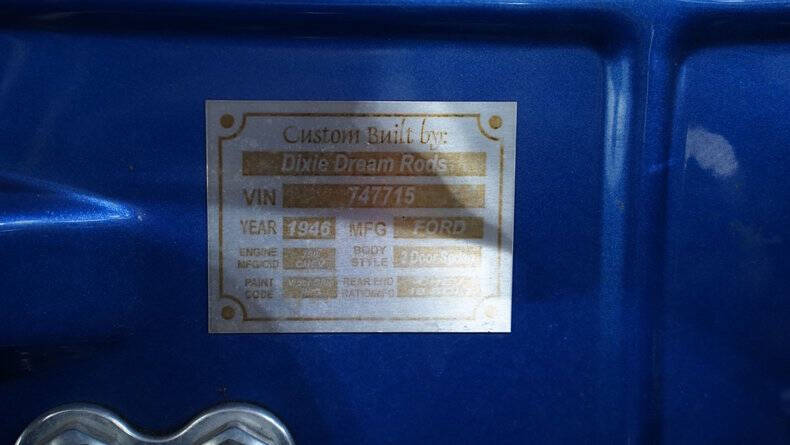 Custom Built by:
Dixie Dream Rods
VIN 747715
YEAR 1946 MFG FORD
ENGINE MFG/CID CHEV BODY STYLE 2 Door Sedan
PAINT CODE REAR END RATIO/MFG